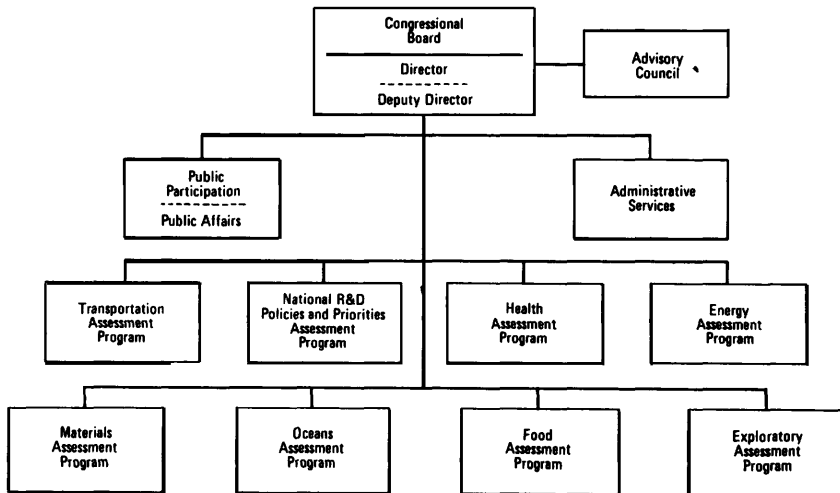 Congressional
Board
Director
Deputy Director
Advisory
Council
Public
Participation
Public Affairs
Administrative
Services
Transportation
Assessment
Program
National R&D
Policies and Priorities
Assessment
Program
Health
Assessment
Program
Energy
Assessment
Program
Materials
Assessment
Program
Oceans
Assessment
Program
Food
Assessment
Program
Exploratory
Assessment
Program